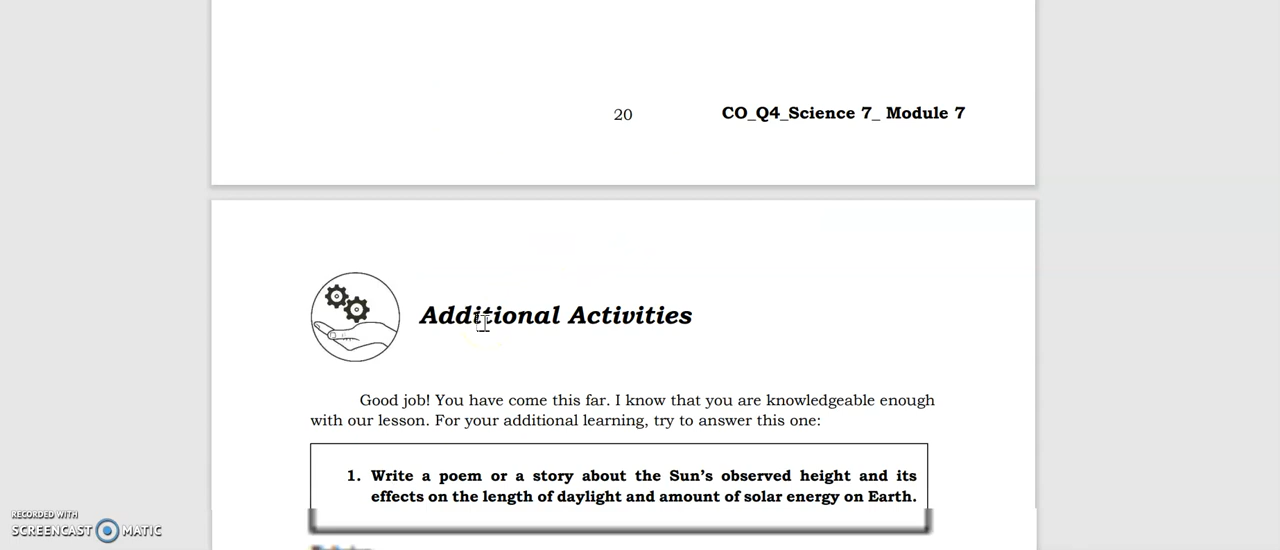 20 CO_Q4_Science 7_ Module 7
Additional Activities
Good job! You have come this far. I know that you are knowledgeable enough
with our lesson. For your additional learning, try to answer this one:
1. Write a poem or a story about the Sun's observed height and its
effects on the length of daylight and amount of solar energy on Earth.
RECORDED WITH
SCREENCAST MATIC